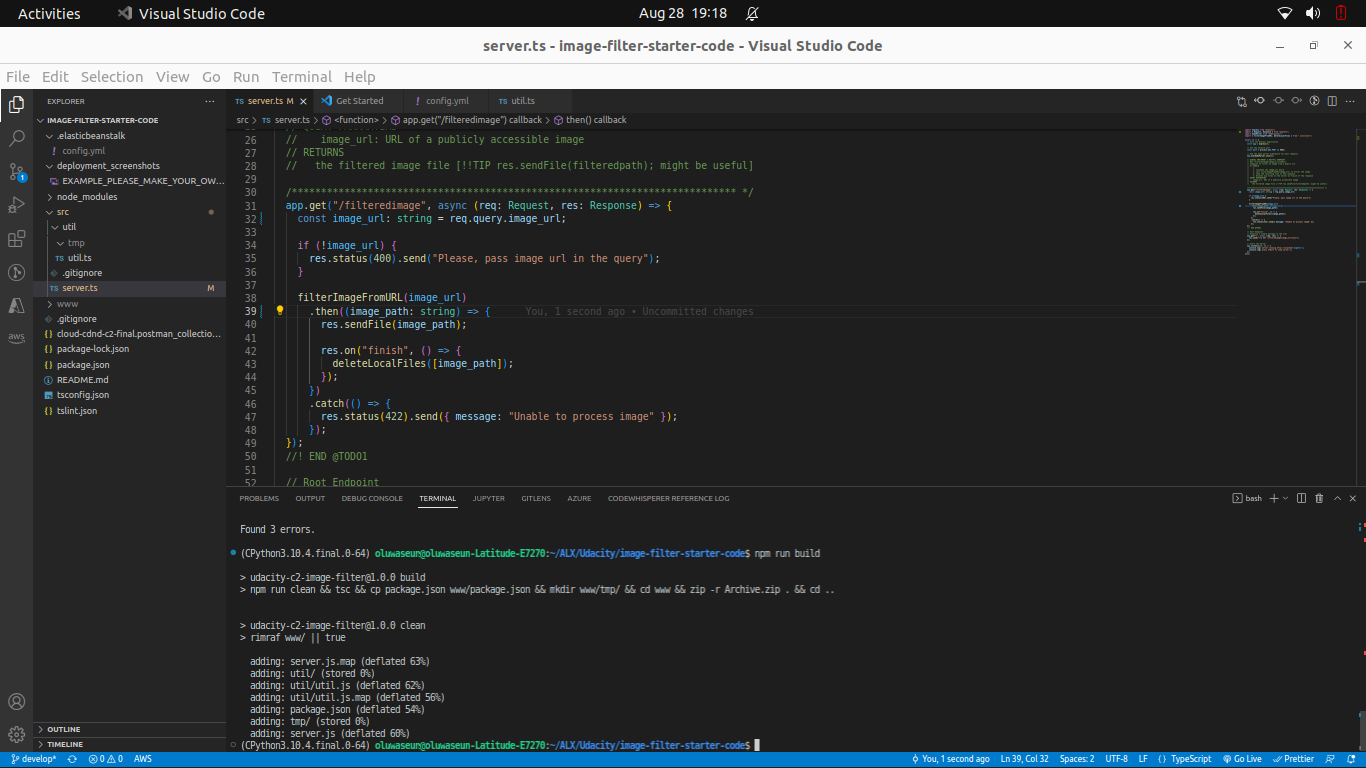 Activities
Visual Studio Code
Aug 28 19:18
server.ts - image-filter-starter-code - Visual Studio Code
File Edit Selection View Go Run Terminal Help
EXPLORER
IMAGE-FILTER-STARTER-CODE
.elasticbeanstalk
! config.yml
deployment_screenshots
EXAMPLE_PLEASE_MAKE_YOUR_OW...
node_modules
src
util
tmp
TS util.ts
.gitignore
TS server.ts M
www
.gitignore
{} cloud-cdnd-c2-final.postman_collectio...
{} package-lock.json
{} package.json
README.md
tsconfig.json
{} tslint.json
OUTLINE
TIMELINE
1
aws
TS server.ts M
Get Started
! config.yml
TS util.ts
src > TS server.ts > <function> > app.get("/filteredimage") callback > then() callback
26 // image_url: URL of a publicly accessible image
27 // RETURNS
28 // the filtered image file [!!TIP res.sendFile(filteredpath); might be useful]
29
30 /**************************************************************************** */
31 app.get("/filteredimage", async (req: Request, res: Response) => {
32 const image_url: string = req.query.image_url;
33
34 if (!image_url) {
35 res.status(400).send("Please, pass image url in the query");
36 }
37
38 filterImageFromURL(image_url)
39 .then((image_path: string) => { You, 1 second ago • Uncommitted changes
40 res.sendFile(image_path);
41
42 res.on("finish", () => {
43 deleteLocalFiles([image_path]);
44 });
45 })
46 .catch(() => {
47 res.status(422).send({ message: "Unable to process image" });
48 });
49 });
50 //! END @TODO1
51
52 // Root Endpoint
PROBLEMS OUTPUT DEBUG CONSOLE TERMINAL JUPYTER GITLENS AZURE CODEWHISPERER REFERENCE LOG
bash
Found 3 errors.
(CPython3.10.4.final.0-64) oluwaseun@oluwaseun-Latitude-E7270:~/ALX/Udacity/image-filter-starter-code$ npm run build
> udacity-c2-image-filter@1.0.0 build
> npm run clean && tsc && cp package.json www/package.json && mkdir www/tmp/ && cd www && zip -r Archive.zip . && cd ..
> udacity-c2-image-filter@1.0.0 clean
> rimraf www/ || true
adding: server.js.map (deflated 63%)
adding: util/ (stored 0%)
adding: util/util.js (deflated 62%)
adding: util/util.js.map (deflated 56%)
adding: package.json (deflated 54%)
adding: tmp/ (stored 0%)
adding: server.js (deflated 60%)
(CPython3.10.4.final.0-64) oluwaseun@oluwaseun-Latitude-E7270:~/ALX/Udacity/image-filter-starter-code$
develop* 0 0 AWS
You, 1 second ago Ln 39, Col 32 Spaces: 2 UTF-8 LF {} TypeScript Go Live Prettier